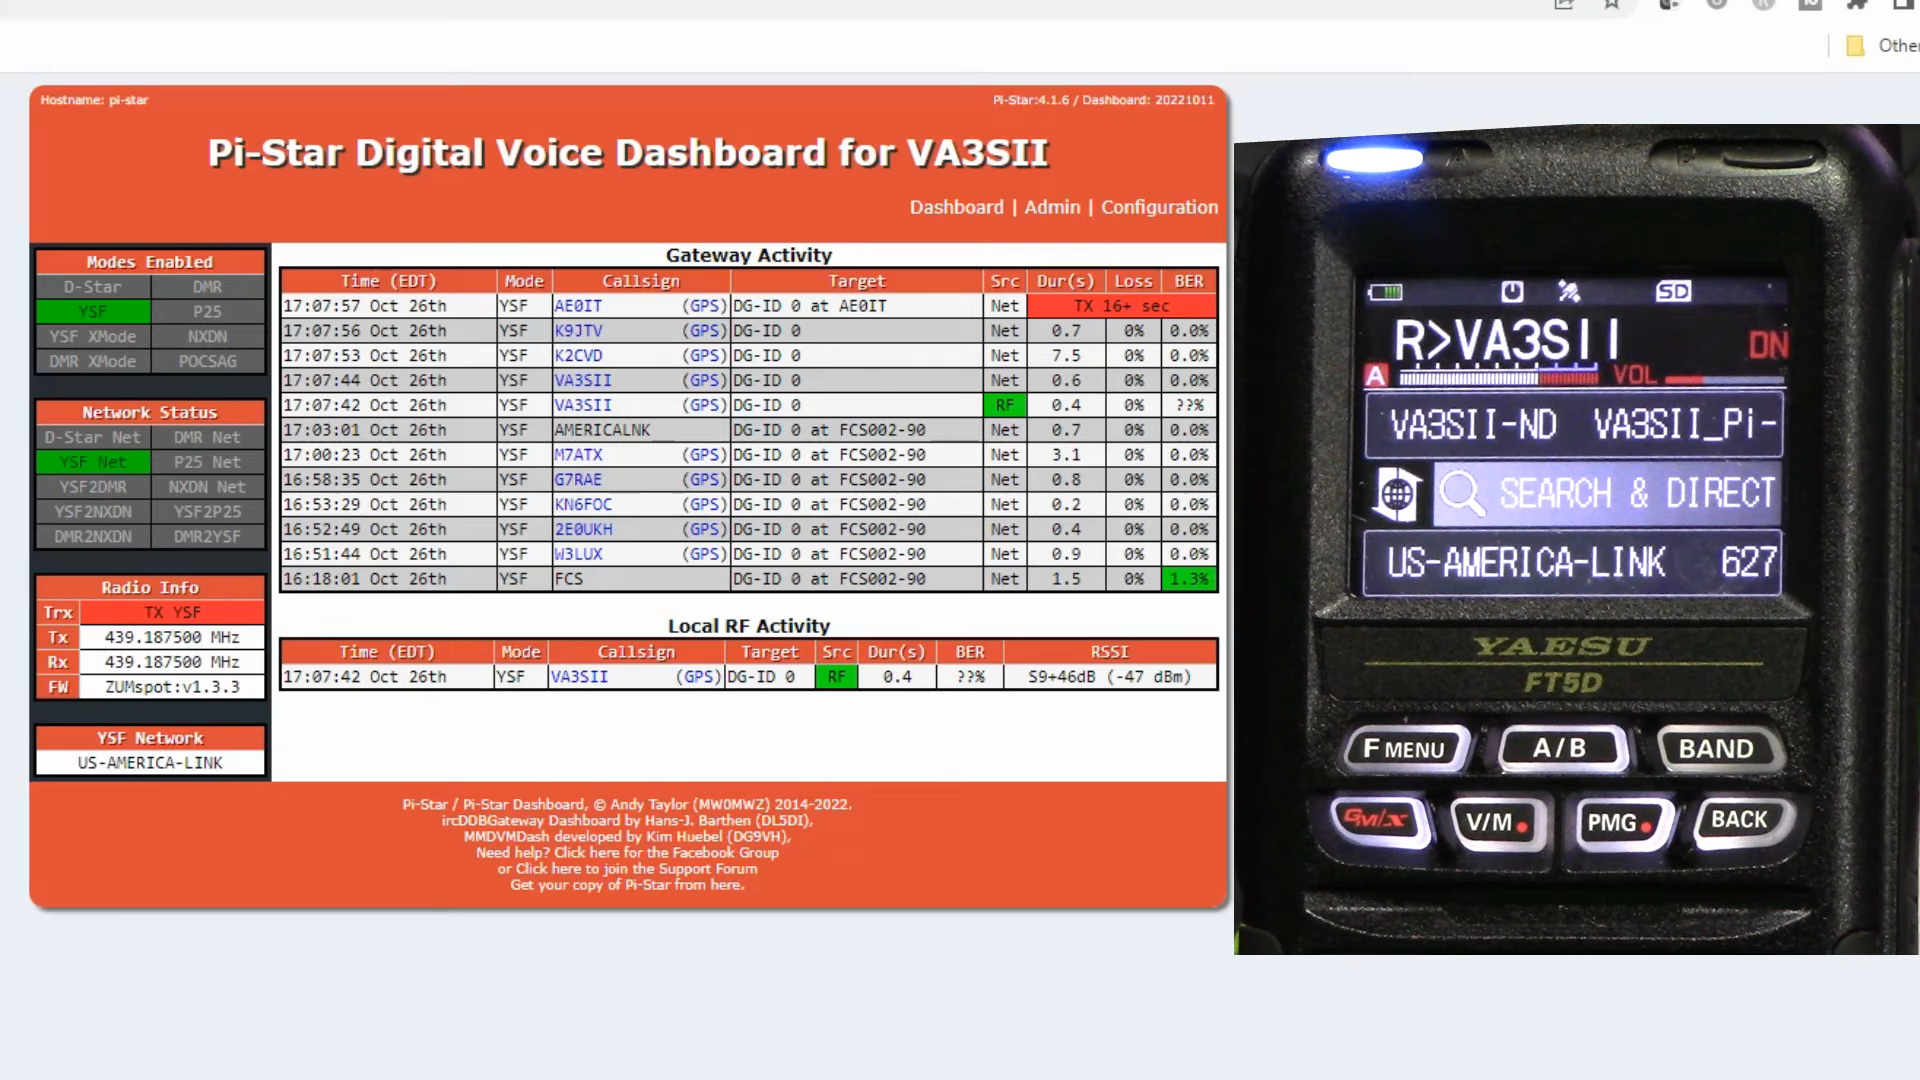 Other
Hostname: pi-star
Pi-Star:4.1.6 / Dashboard: 20221011
Pi-Star Digital Voice Dashboard for VA3SII
Dashboard | Admin | Configuration
Modes Enabled
D-Star DMR
YSF P25
YSF XMode NXDN
DMR XMode POCSAG
Network Status
D-Star Net DMR Net
YSF Net P25 Net
YSF2DMR NXDN Net
YSF2NXDN YSF2P25
DMR2NXDN DMR2YSF
Radio Info
Trx TX YSF
Tx 439.187500 MHz
Rx 439.187500 MHz
FW ZUMspot:v1.3.3
YSF Network
US-AMERICA-LINK
Gateway Activity
Time (EDT) Mode Callsign Target Src Dur(s) Loss BER
17:07:57 Oct 26th YSF AE0IT (GPS) DG-ID 0 at AE0IT Net TX 16+ sec
17:07:56 Oct 26th YSF K9JTV (GPS) DG-ID 0 Net 0.7 0% 0.0%
17:07:53 Oct 26th YSF K2CVD (GPS) DG-ID 0 Net 7.5 0% 0.0%
17:07:44 Oct 26th YSF VA3SII (GPS) DG-ID 0 Net 0.6 0% 0.0%
17:07:42 Oct 26th YSF VA3SII (GPS) DG-ID 0 RF 0.4 0% ??%
17:03:01 Oct 26th YSF AMERICALNK DG-ID 0 at FCS002-90 Net 0.7 0% 0.0%
17:00:23 Oct 26th YSF M7ATX (GPS) DG-ID 0 at FCS002-90 Net 3.1 0% 0.0%
16:58:35 Oct 26th YSF G7RAE (GPS) DG-ID 0 at FCS002-90 Net 0.8 0% 0.0%
16:53:29 Oct 26th YSF KN6FOC (GPS) DG-ID 0 at FCS002-90 Net 0.2 0% 0.0%
16:52:49 Oct 26th YSF 2E0UKH (GPS) DG-ID 0 at FCS002-90 Net 0.4 0% 0.0%
16:51:44 Oct 26th YSF W3LUX (GPS) DG-ID 0 at FCS002-90 Net 0.9 0% 0.0%
16:18:01 Oct 26th YSF FCS DG-ID 0 at FCS002-90 Net 1.5 0% 1.3%
Local RF Activity
Time (EDT) Mode Callsign Target Src Dur(s) BER RSSI
17:07:42 Oct 26th YSF VA3SII (GPS) DG-ID 0 RF 0.4 ??% S9+46dB (-47 dBm)
Pi-Star / Pi-Star Dashboard, © Andy Taylor (MW0MWZ) 2014-2022.
ircDDBGateway Dashboard by Hans-J. Barthen (DL5DI),
MMDVMDash developed by Kim Huebel (DG9VH),
Need help? Click here for the Facebook Group
or Click here to join the Support Forum
Get your copy of Pi-Star from here.
A
SD
R>VA3SII DN
A VOL
VA3SII-ND VA3SII_Pi-
SEARCH & DIRECT
US-AMERICA-LINK 627
YAESU
FT5D
F MENU A/B BAND
GM/X V/M PMG BACK